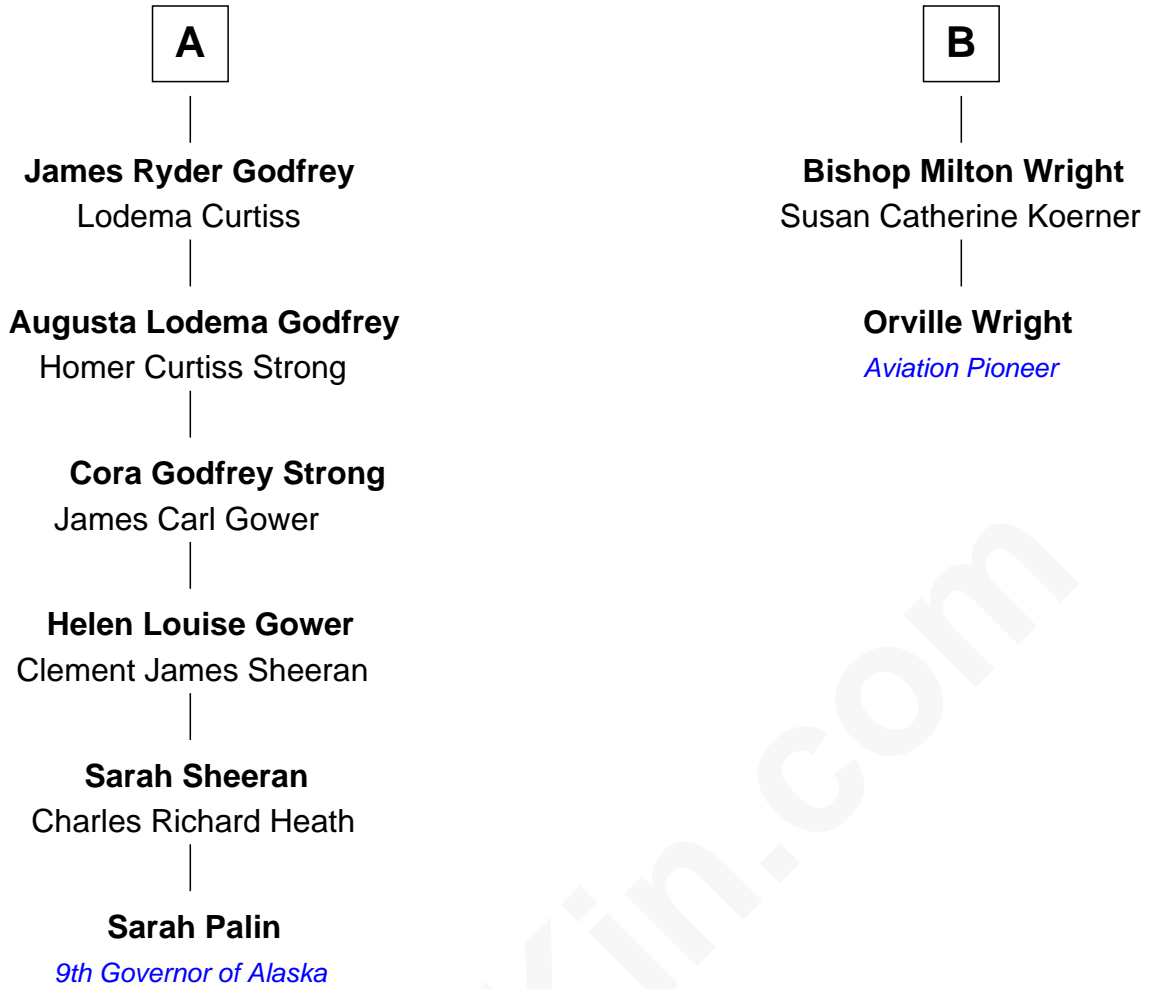 A
James Ryder Godfrey
Lodema Curtiss
Augusta Lodema Godfrey
Homer Curtiss Strong
Cora Godfrey Strong
James Carl Gower
Helen Louise Gower
Clement James Sheeran
Sarah Sheeran
Charles Richard Heath
Sarah Palin
9th Governor of Alaska
B
Bishop Milton Wright
Susan Catherine Koerner
Orville Wright
Aviation Pioneer
Kin.com